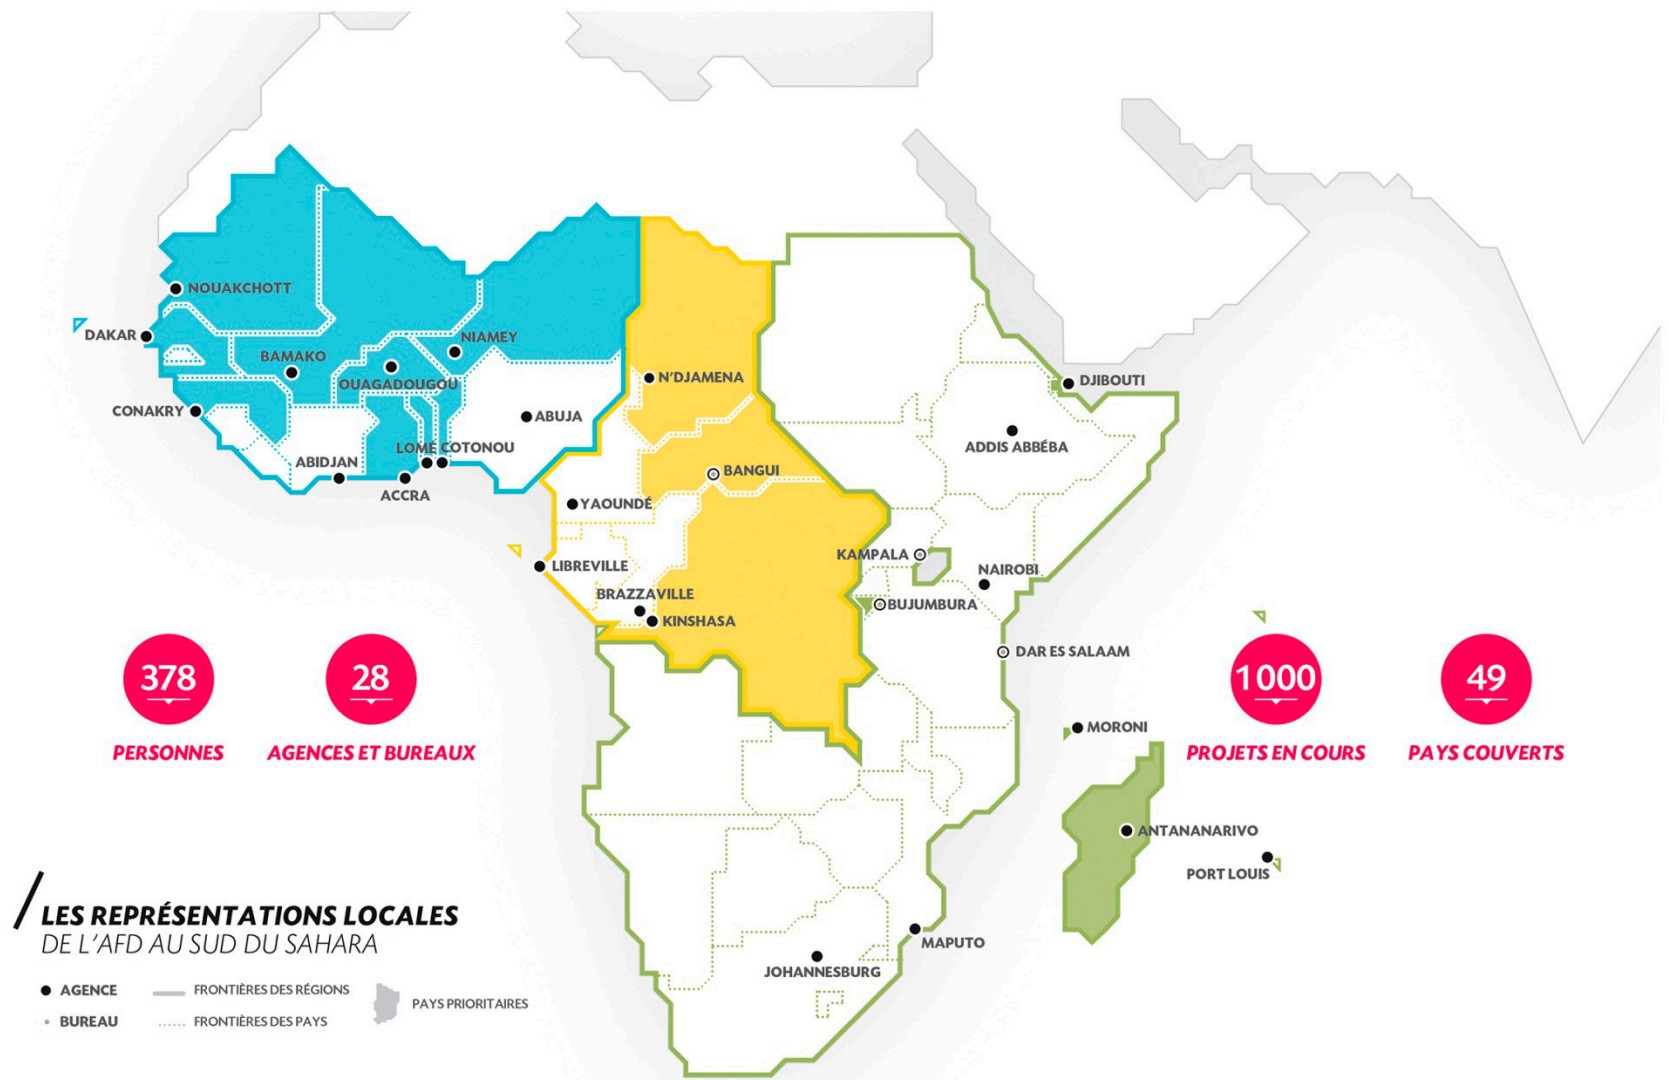 NOUAKCHOTT
DAKAR
BAMAKO
NIAMEY
OUAGADOUGOU
CONAKRY
ABIDJAN
LOMÉ COTONOU
ACCRA
ABUJA
N'DJAMENA
BANGUI
YAOUNDÉ
LIBREVILLE
BRAZZAVILLE
KINSHASA
DJIBOUTI
ADDIS ABBÉBA
KAMPALA
NAIROBI
BUJUMBURA
DAR ES SALAAM
MORONI
ANTANANARIVO
PORT LOUIS
MAPUTO
JOHANNESBURG
378
PERSONNES
28
AGENCES ET BUREAUX
1000
PROJETS EN COURS
49
PAYS COUVERTS
LES REPRÉSENTATIONS LOCALES
DE L'AFD AU SUD DU SAHARA
AGENCE
FRONTIÈRES DES RÉGIONS
PAYS PRIORITAIRES
BUREAU
FRONTIÈRES DES PAYS